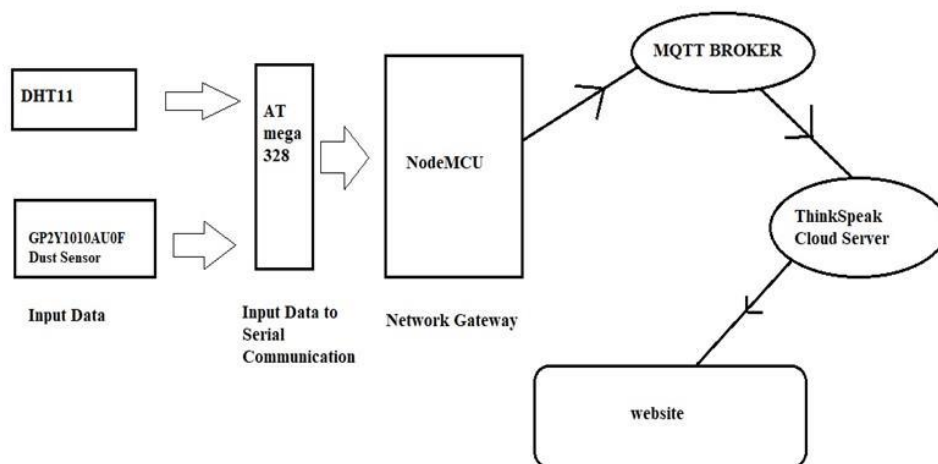 MQTT BROKER
DHT11
AT
mega
328
NodeMCU
GP2Y1010AU0F
Dust Sensor
ThinkSpeak
Cloud Server
Input Data
Input Data to
Serial
Communication
Network Gateway
website